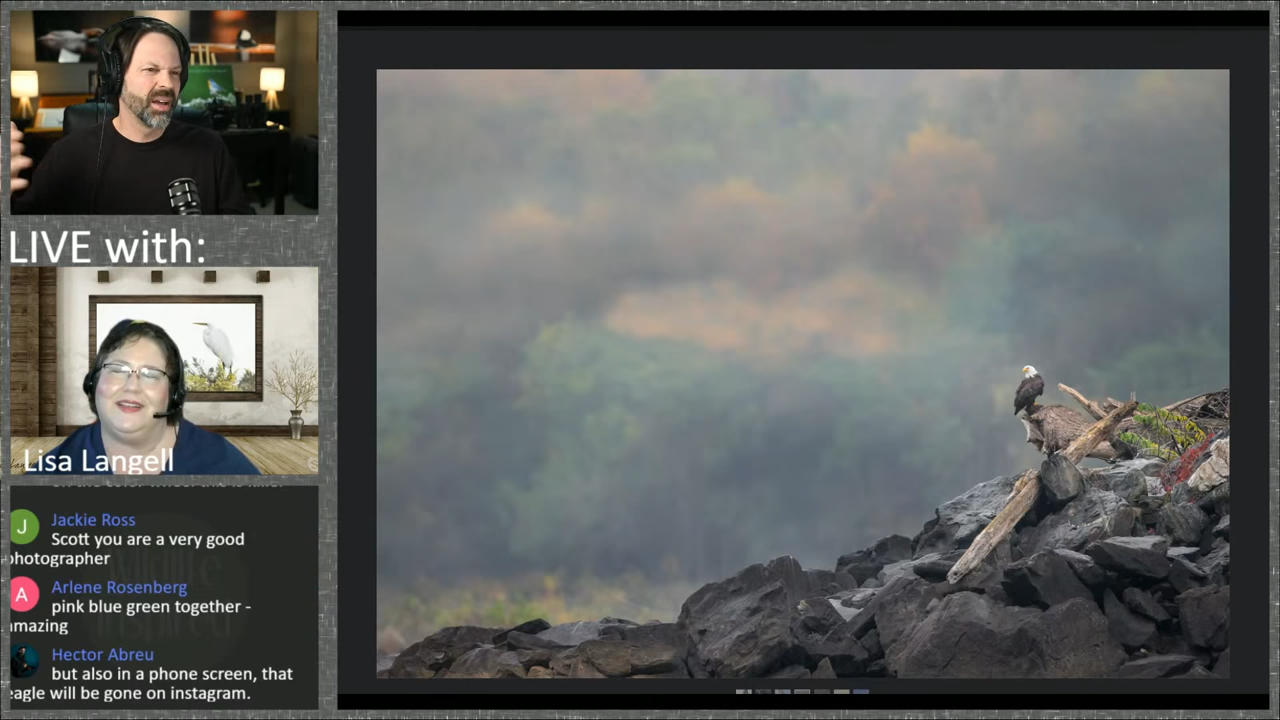 LIVE with:
Lisa Langell
J
Jackie Ross
Scott you are a very good
photographer
A
Arlene Rosenberg
pink blue green together -
amazing
Hector Abreu
but also in a phone screen, that
eagle will be gone on instagram.